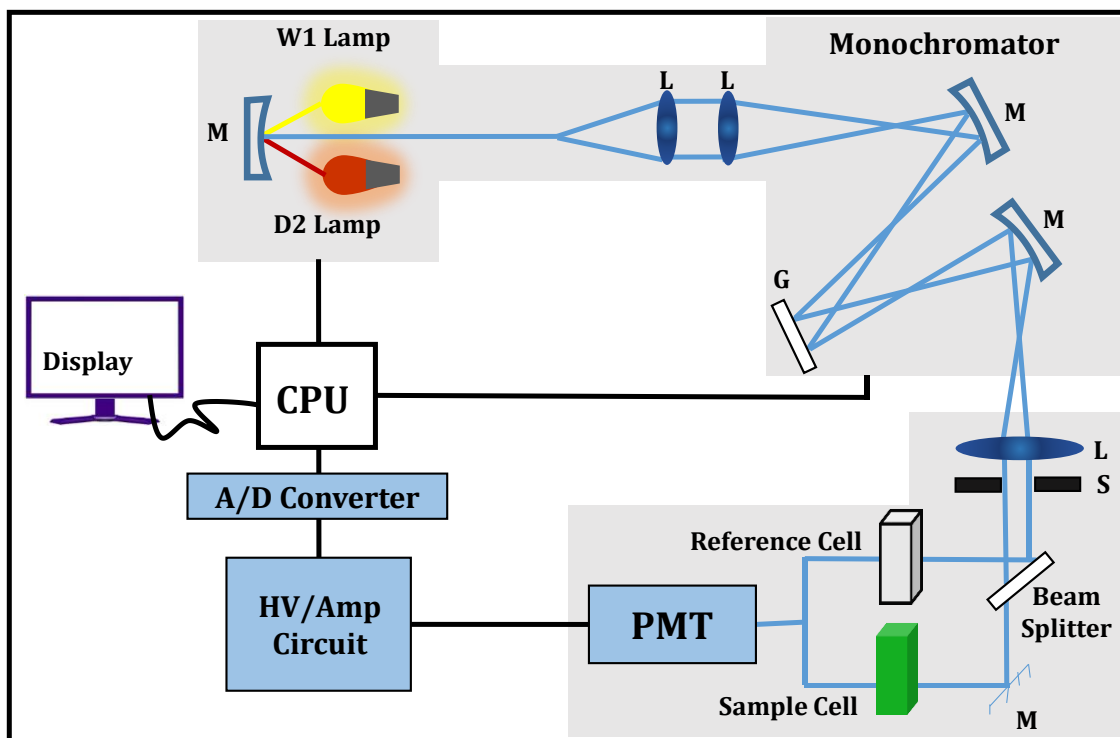 W1 Lamp
Monochromator
L
L
M
M
D2 Lamp
M
G
Display
CPU
L
A/D Converter
S
Reference Cell
HV/Amp
Circuit
PMT
Beam
Splitter
Sample Cell
M